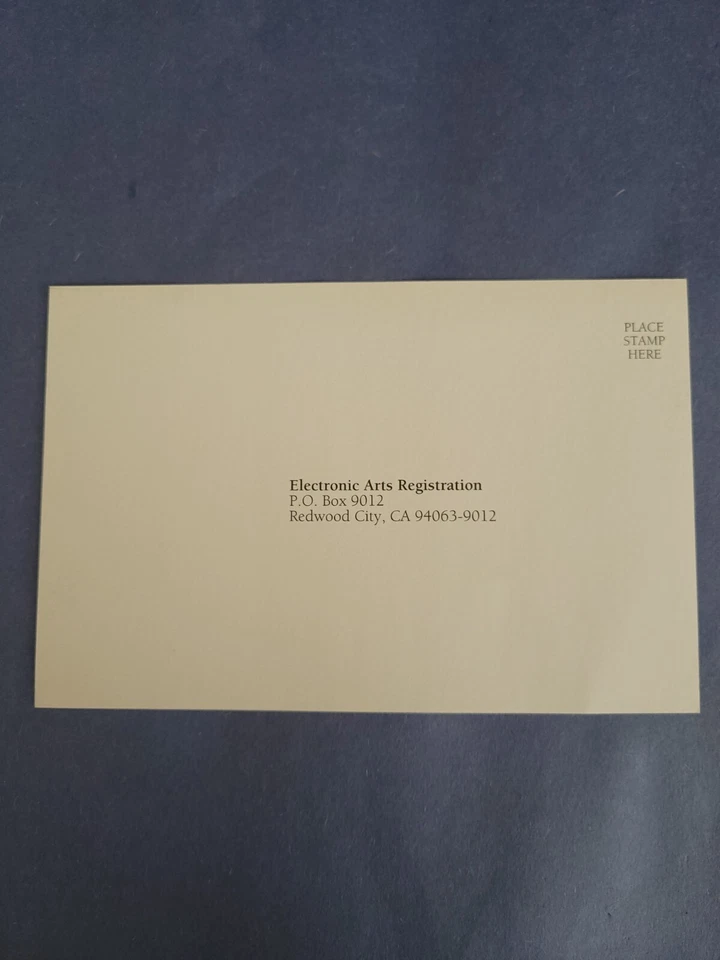 PLACE
STAMP
HERE
Electronic Arts Registration
P.O. Box 9012
Redwood City, CA 94063-9012